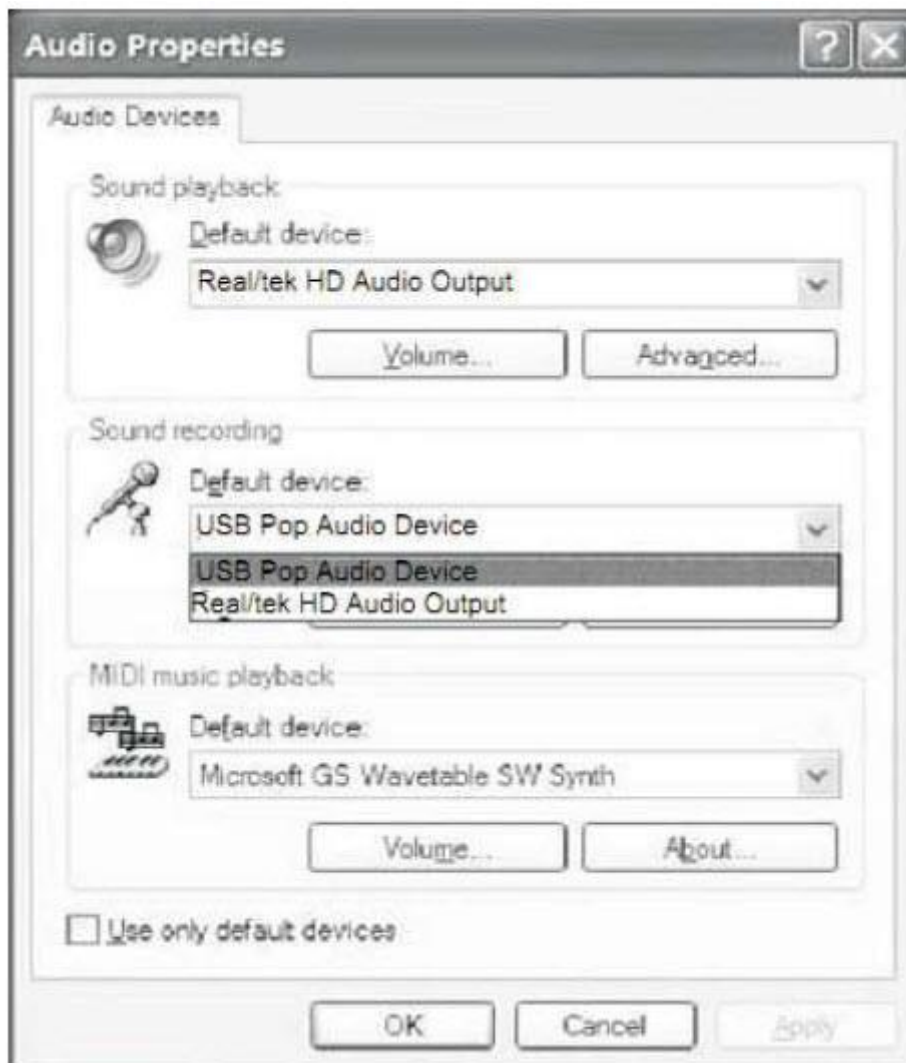 Audio Properties
Audio Devices
Sound playback
Default device:
Real/tek HD Audio Output
Volume...
Advanced...
Sound recording
Default device:
USB Pop Audio Device
USB Pop Audio Device
Real/tek HD Audio Output
MIDI music playback
Default device:
Microsoft GS Wavetable SW Synth
Volume...
About...
Use only default devices
OK
Cancel
Apply